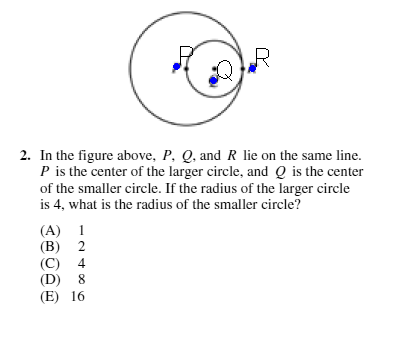 P
Q
R
2. In the figure above, P, Q, and R lie on the same line.
P is the center of the larger circle, and Q is the center
of the smaller circle. If the radius of the larger circle
is 4, what is the radius of the smaller circle?
(A) 1
(B) 2
(C) 4
(D) 8
(E) 16